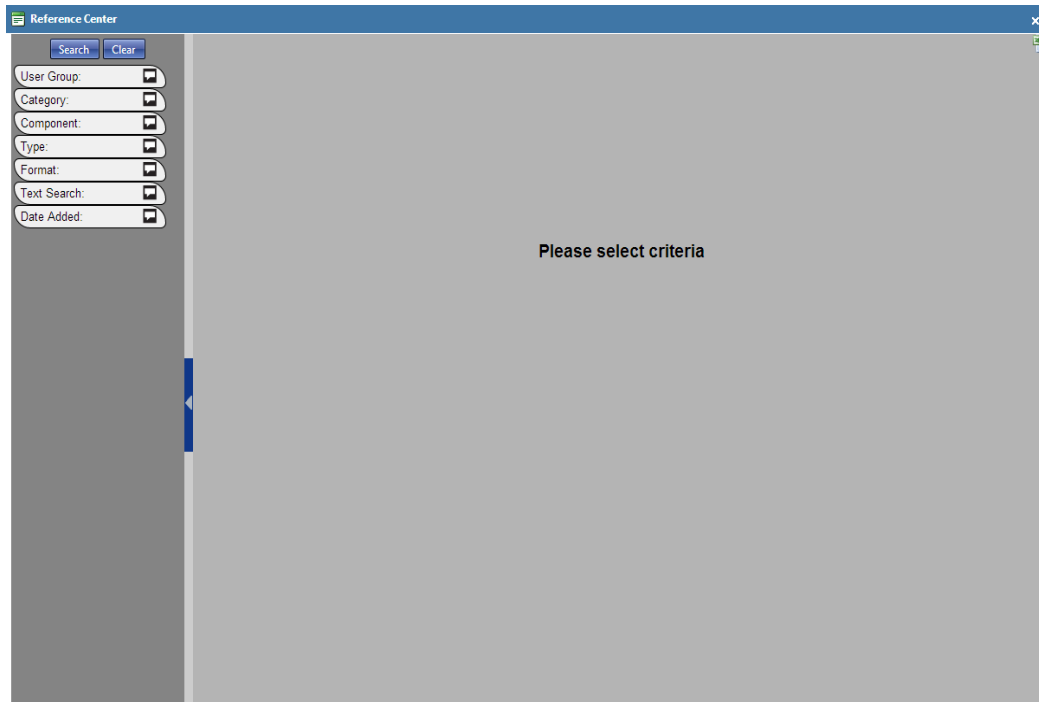 Reference Center
Search Clear
User Group:
Category:
Component:
Type:
Format:
Text Search:
Date Added:
Please select criteria